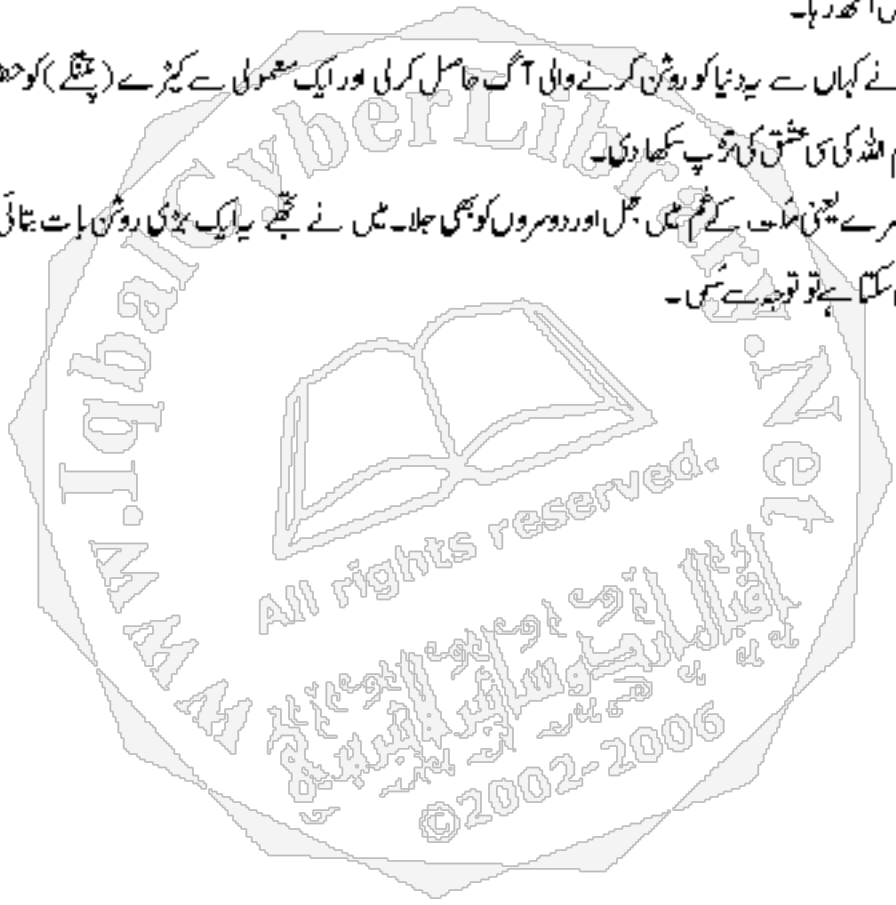 رہا۔
نے کہاں سے یہ دنیا کو روشن کرنے والی آگ حاصل کر لی اور ایک معمولی سے کیڑے (پتنگے) کو
اللہ کی سی عشق کی تڑپ سکھا دی۔
یعنی ملت کے غم میں جل اور دوسروں کو بھی جلا۔ میں نے تجھے یہ ایک بڑی روشن بات بتائی
سکتا ہے تو توجہ سے سُن۔
www.IqbalCyberLibrary.Net
All rights reserved.
©2002-2006